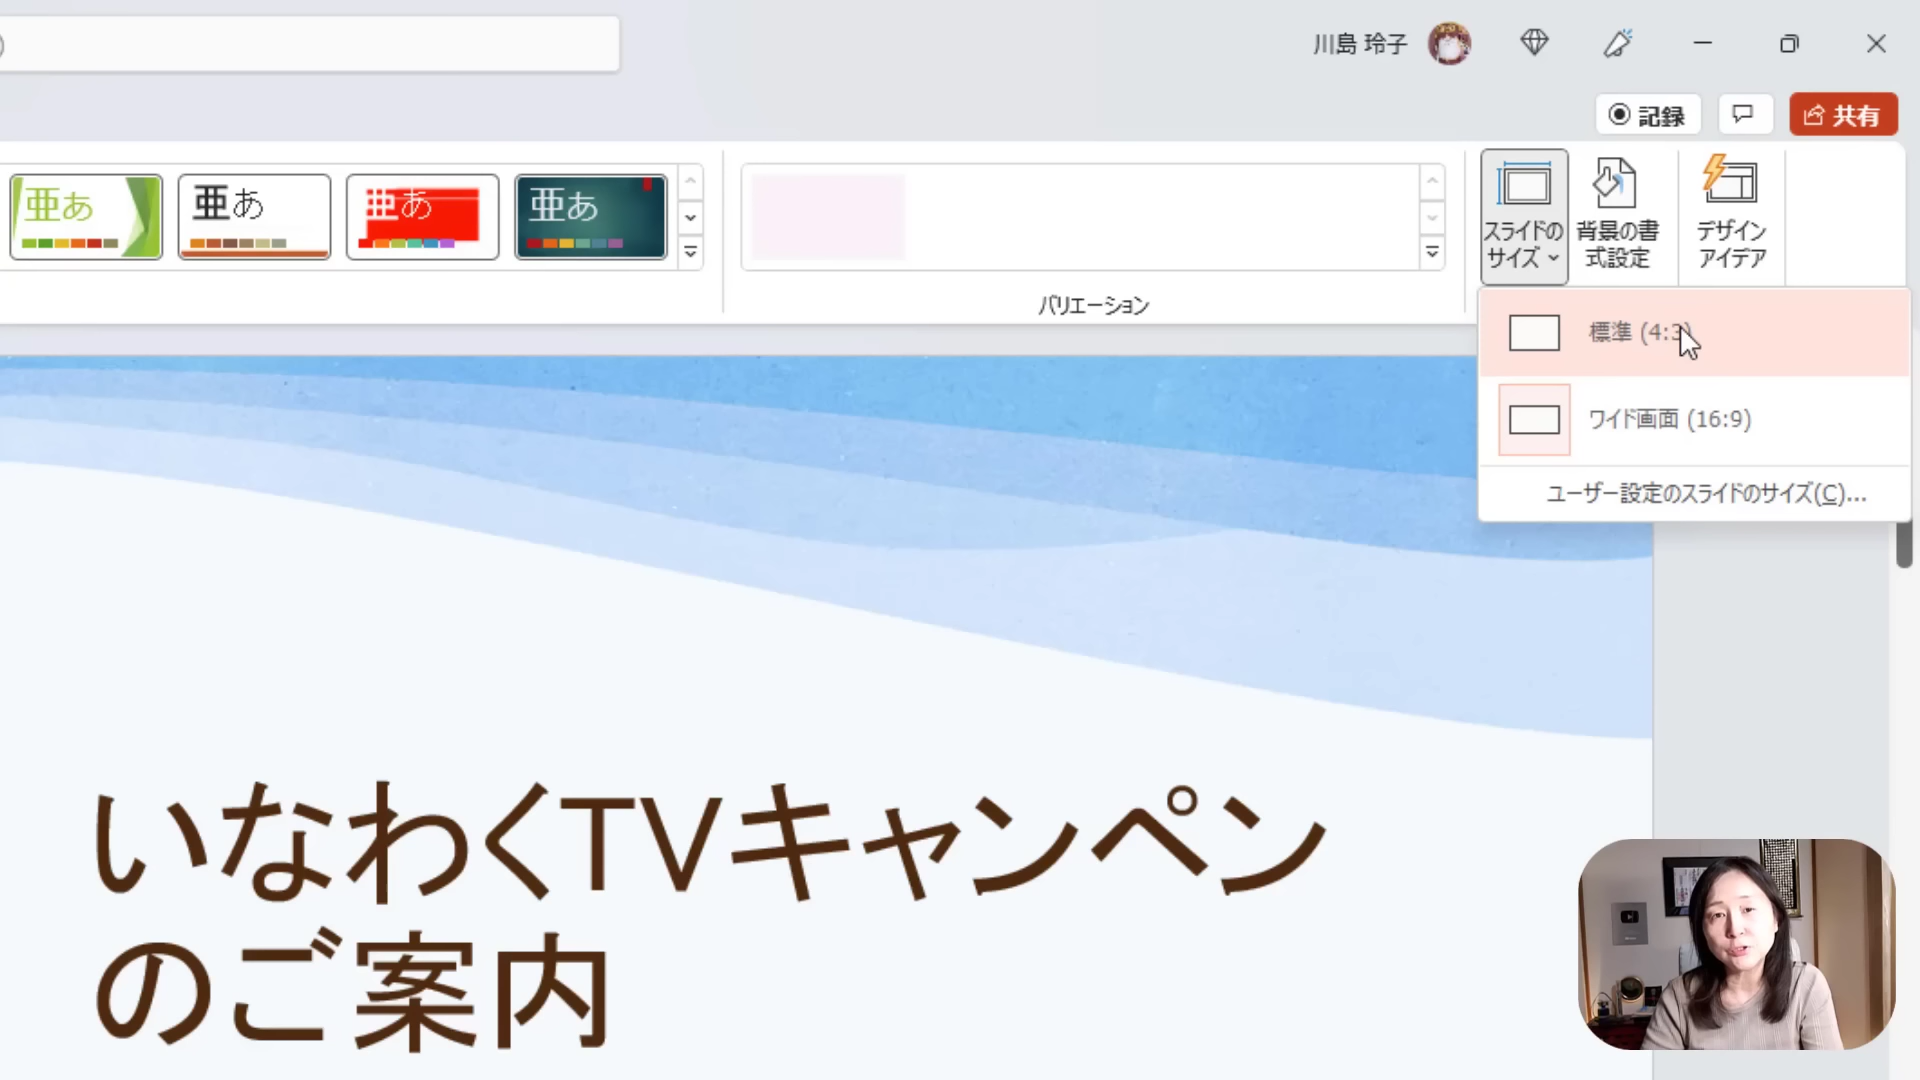 川島 玲子
記録
共有
亜あ
亜あ
亜あ
亜あ
スライドの
サイズ
背景の書
式設定
デザイン
アイデア
バリエーション
標準 (4:3)
ワイド画面 (16:9)
ユーザー設定のスライドのサイズ(C)...
いなわくTVキャンペン
のご案内